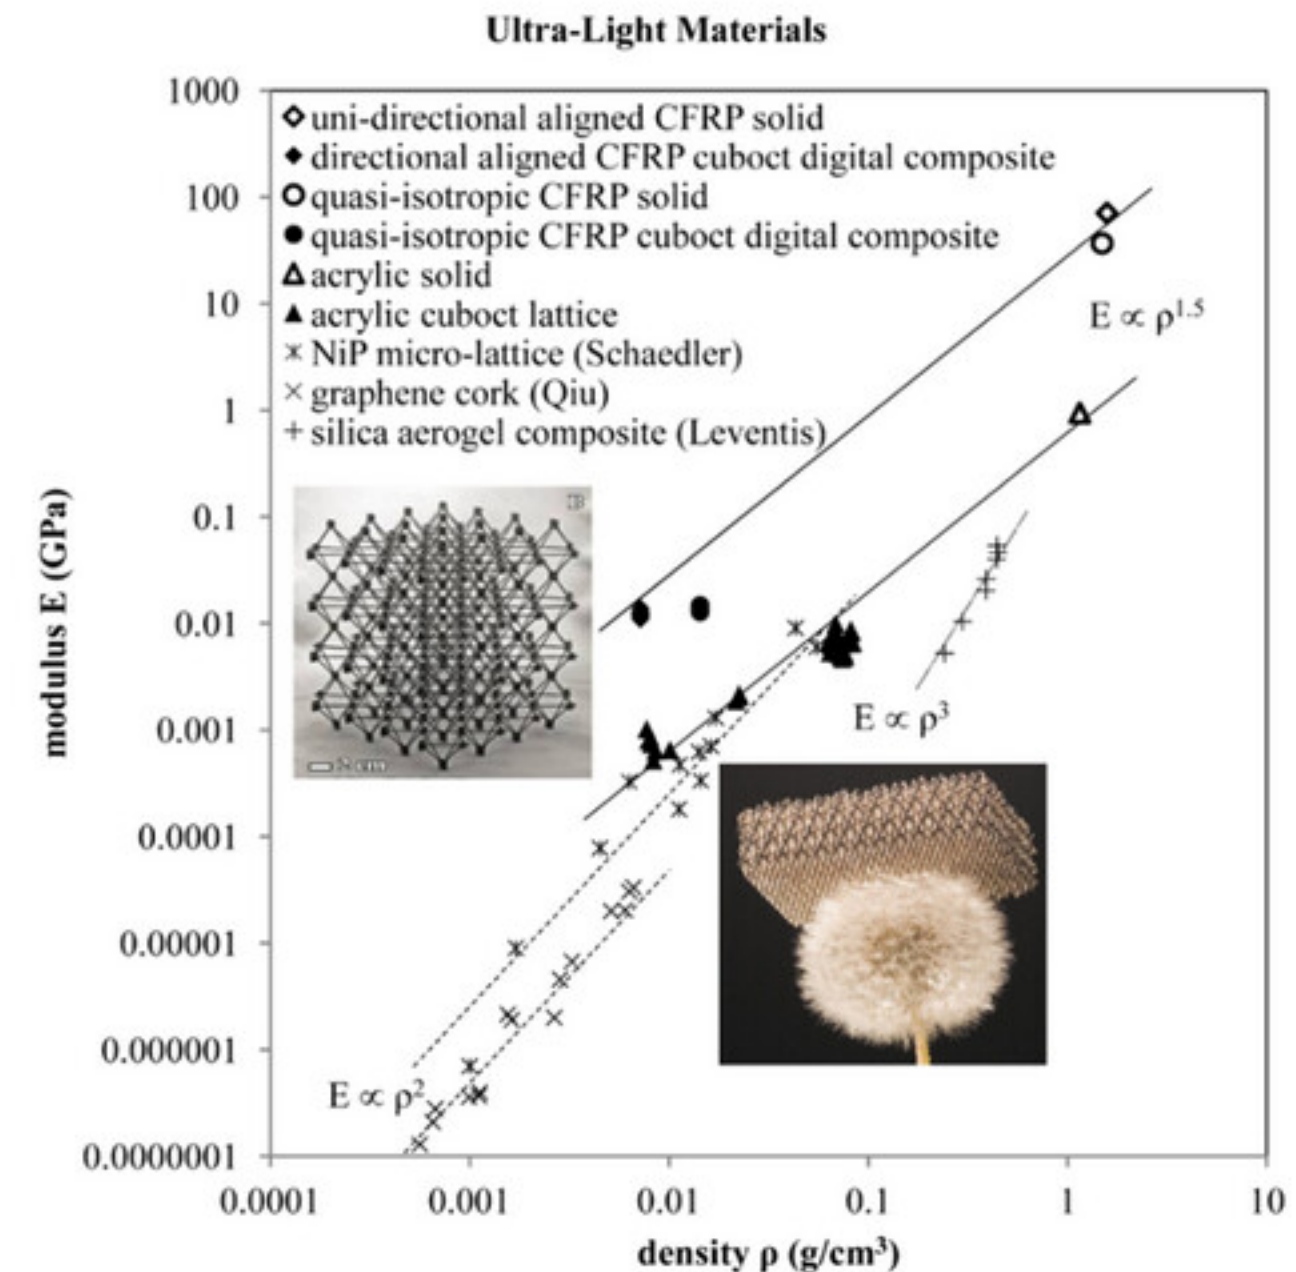 Ultra-Light Materials
1000
uni-directional aligned CFRP solid
directional aligned CFRP cuboct digital composite
100
quasi-isotropic CFRP solid
quasi-isotropic CFRP cuboct digital composite
acrylic solid
10
acrylic cuboct lattice
E ∝ ρ^1.5
NiP micro-lattice (Schaedler)
graphene cork (Qiu)
1
silica aerogel composite (Leventis)
B
0.1
modulus E (GPa)
0.01
E ∝ ρ³
0.001
2 cm
0.0001
0.00001
0.000001
E ∝ ρ²
0.0000001
0.0001 0.001 0.01 0.1 1 10
density ρ (g/cm³)